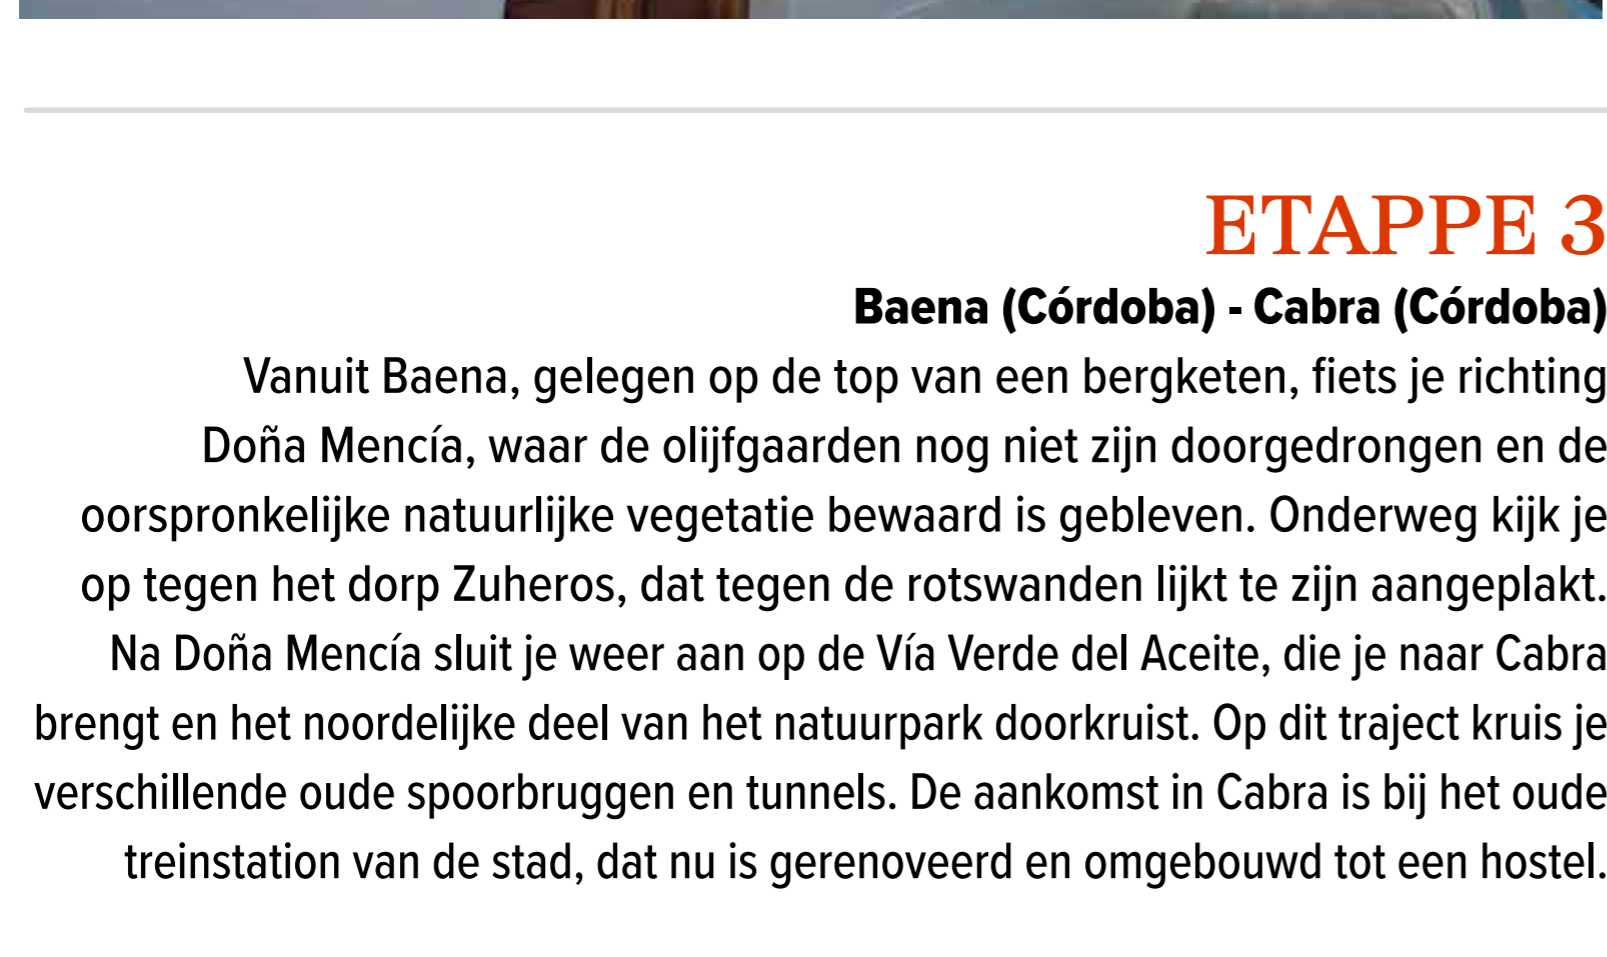 ETAPPE 3
Baena (Córdoba) - Cabra (Córdoba)
Vanuit Baena, gelegen op de top van een bergketen, fiets je richting
Doña Mencía, waar de olijfgaarden nog niet zijn doorgedrongen en de
oorspronkelijke natuurlijke vegetatie bewaard is gebleven. Onderweg kijk je
op tegen het dorp Zuheros, dat tegen de rotswanden lijkt te zijn aangeplakt.
Na Doña Mencía sluit je weer aan op de Vía Verde del Aceite, die je naar Cabra
brengt en het noordelijke deel van het natuurpark doorkruist. Op dit traject kruis je
verschillende oude spoorbruggen en tunnels. De aankomst in Cabra is bij het oude
treinstation van de stad, dat nu is gerenoveerd en omgebouwd tot een hostel.